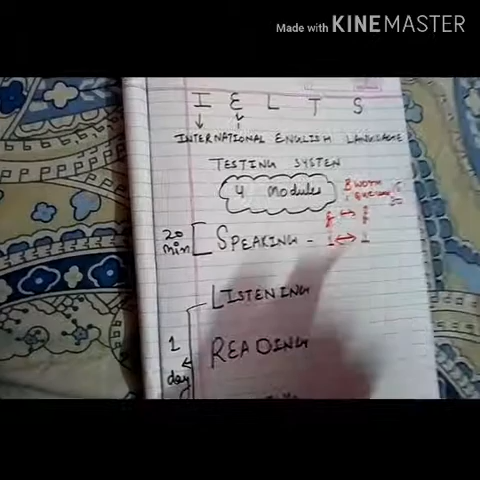 Made with KINEMASTER
I E L T S
INTERNATIONAL ENGLISH LANGUAGE
TESTING SYSTEM
4 Modules
20 min
SPEAKING -
LISTENING
READING
1 day